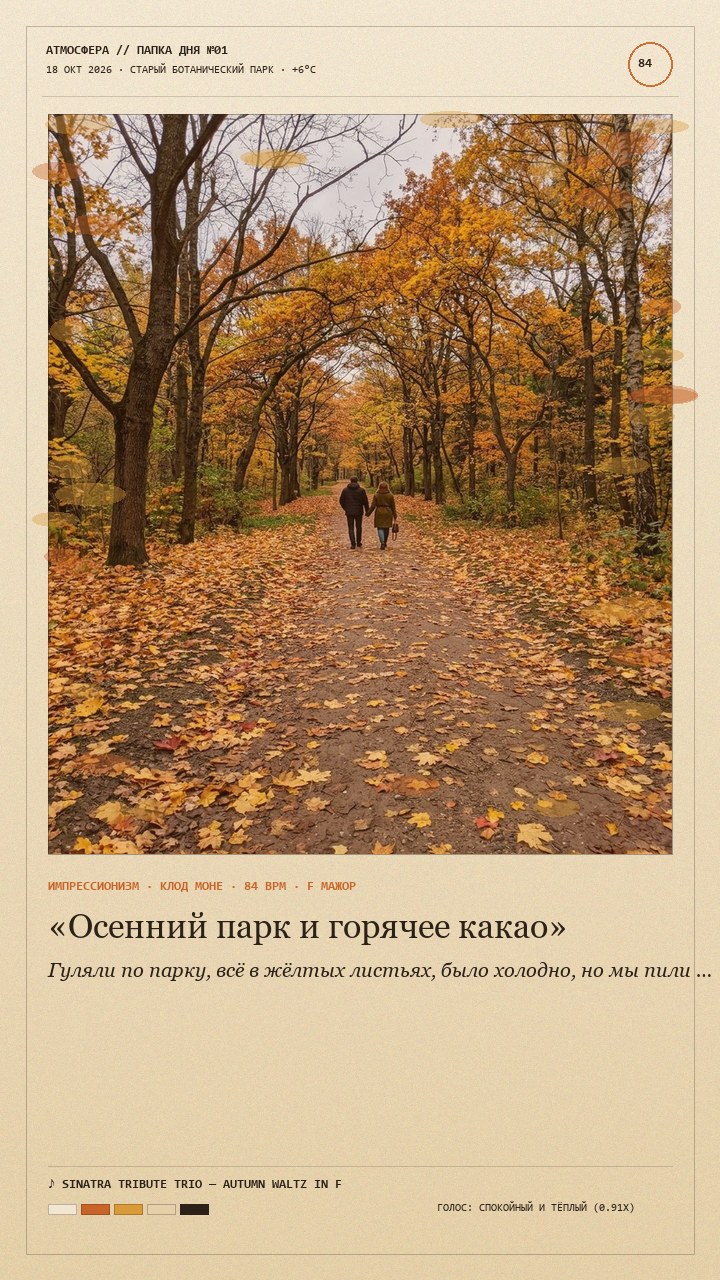 АТМОСФЕРА // ПАПКА ДНЯ №01
18 ОКТ 2026 · СТАРЫЙ БОТАНИЧЕСКИЙ ПАРК · +6°C
84
ИМПРЕССИОНИЗМ · КЛОД МОНЕ · 84 BPM · F МАЖОР
«Осенний парк и горячее какао»
Гуляли по парку, всё в жёлтых листьях, было холодно, но мы пили ...
♪ SINATRA TRIBUTE TRIO — AUTUMN WALTZ IN F
ГОЛОС: СПОКОЙНЫЙ И ТЁПЛЫЙ (0.91X)